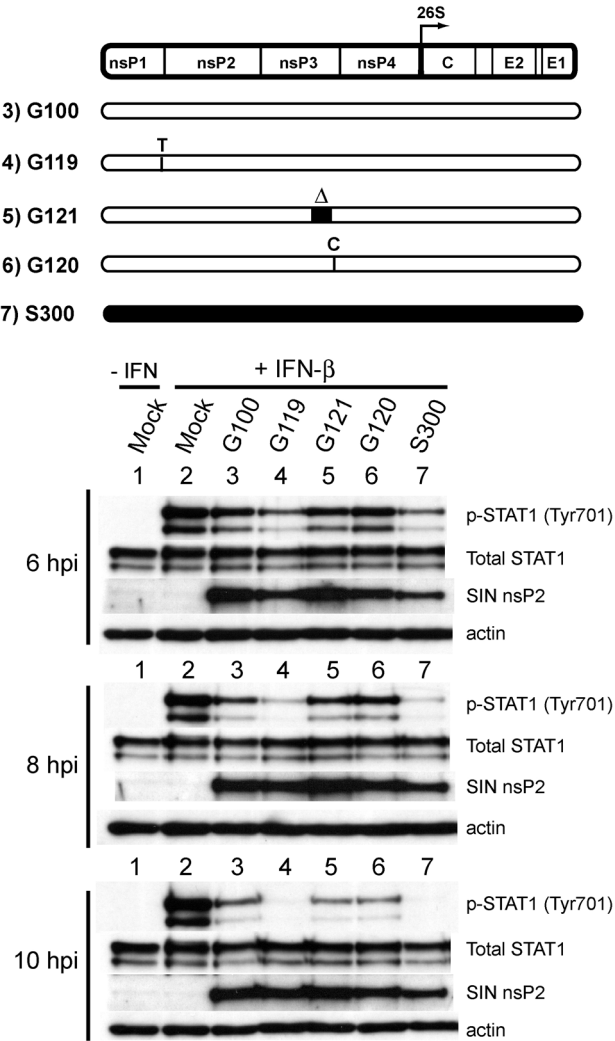 26S
nsP1 nsP2 nsP3 nsP4 C E2 E1
3) G100
T
4) G119
Δ
5) G121
C
6) G120
7) S300
- IFN + IFN-β
Mock Mock G100 G119 G121 G120 S300
1 2 3 4 5 6 7
6 hpi
p-STAT1 (Tyr701)
Total STAT1
SIN nsP2
actin
1 2 3 4 5 6 7
8 hpi
p-STAT1 (Tyr701)
Total STAT1
SIN nsP2
actin
1 2 3 4 5 6 7
10 hpi
p-STAT1 (Tyr701)
Total STAT1
SIN nsP2
actin